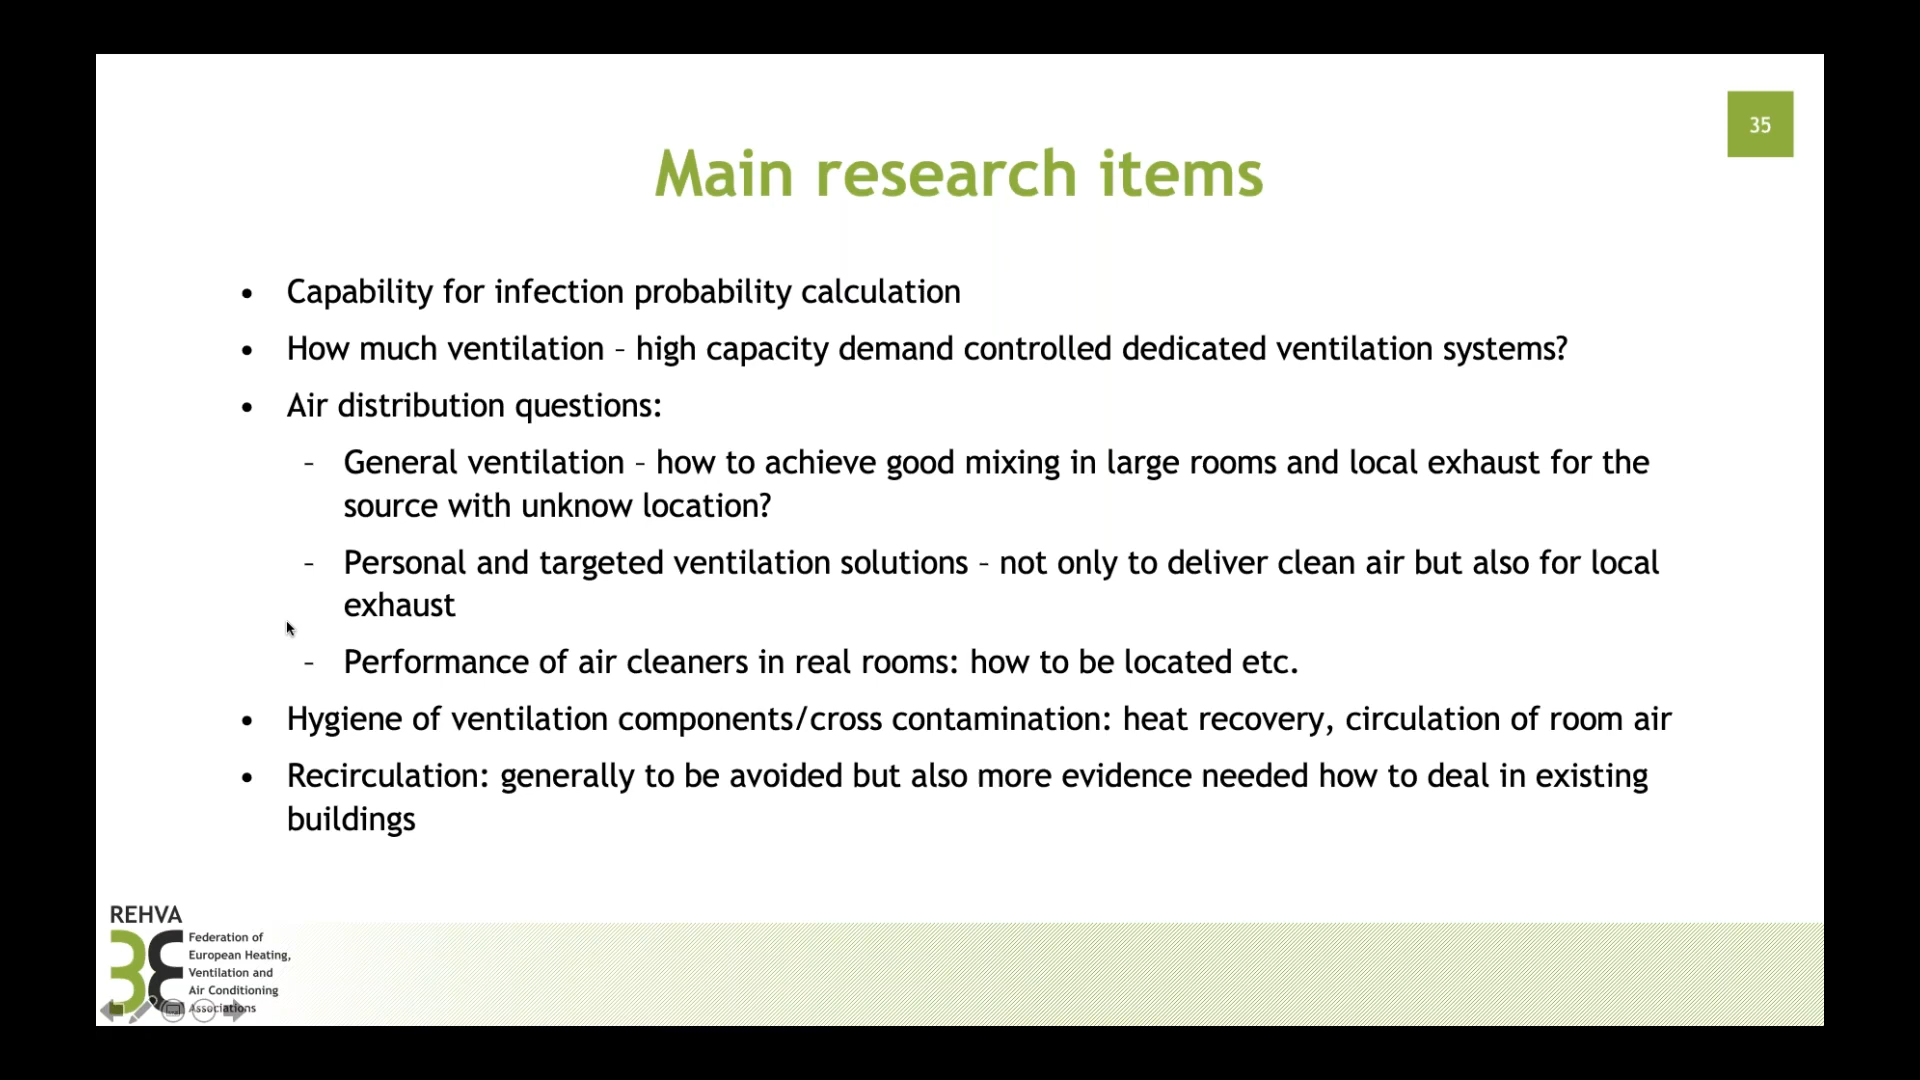 35
Main research items
• Capability for infection probability calculation
• How much ventilation – high capacity demand controlled dedicated ventilation systems?
• Air distribution questions:
– General ventilation – how to achieve good mixing in large rooms and local exhaust for the
source with unknow location?
– Personal and targeted ventilation solutions – not only to deliver clean air but also for local
exhaust
– Performance of air cleaners in real rooms: how to be located etc.
• Hygiene of ventilation components/cross contamination: heat recovery, circulation of room air
• Recirculation: generally to be avoided but also more evidence needed how to deal in existing
buildings
REHVA
Federation of
European Heating,
Ventilation and
Air Conditioning
Associations